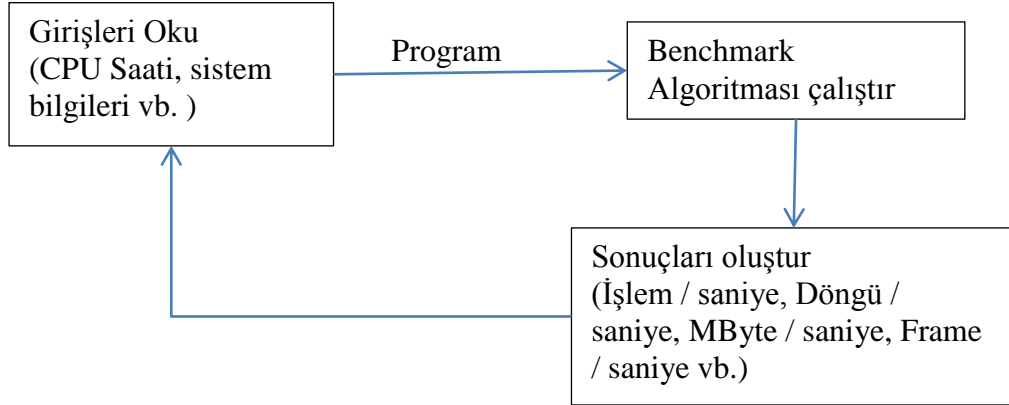 Girişleri Oku
(CPU Saati, sistem
bilgileri vb. )
Program
Benchmark
Algoritması çalıştır
Sonuçları oluştur
(İşlem / saniye, Döngü /
saniye, MByte / saniye, Frame
/ saniye vb.)